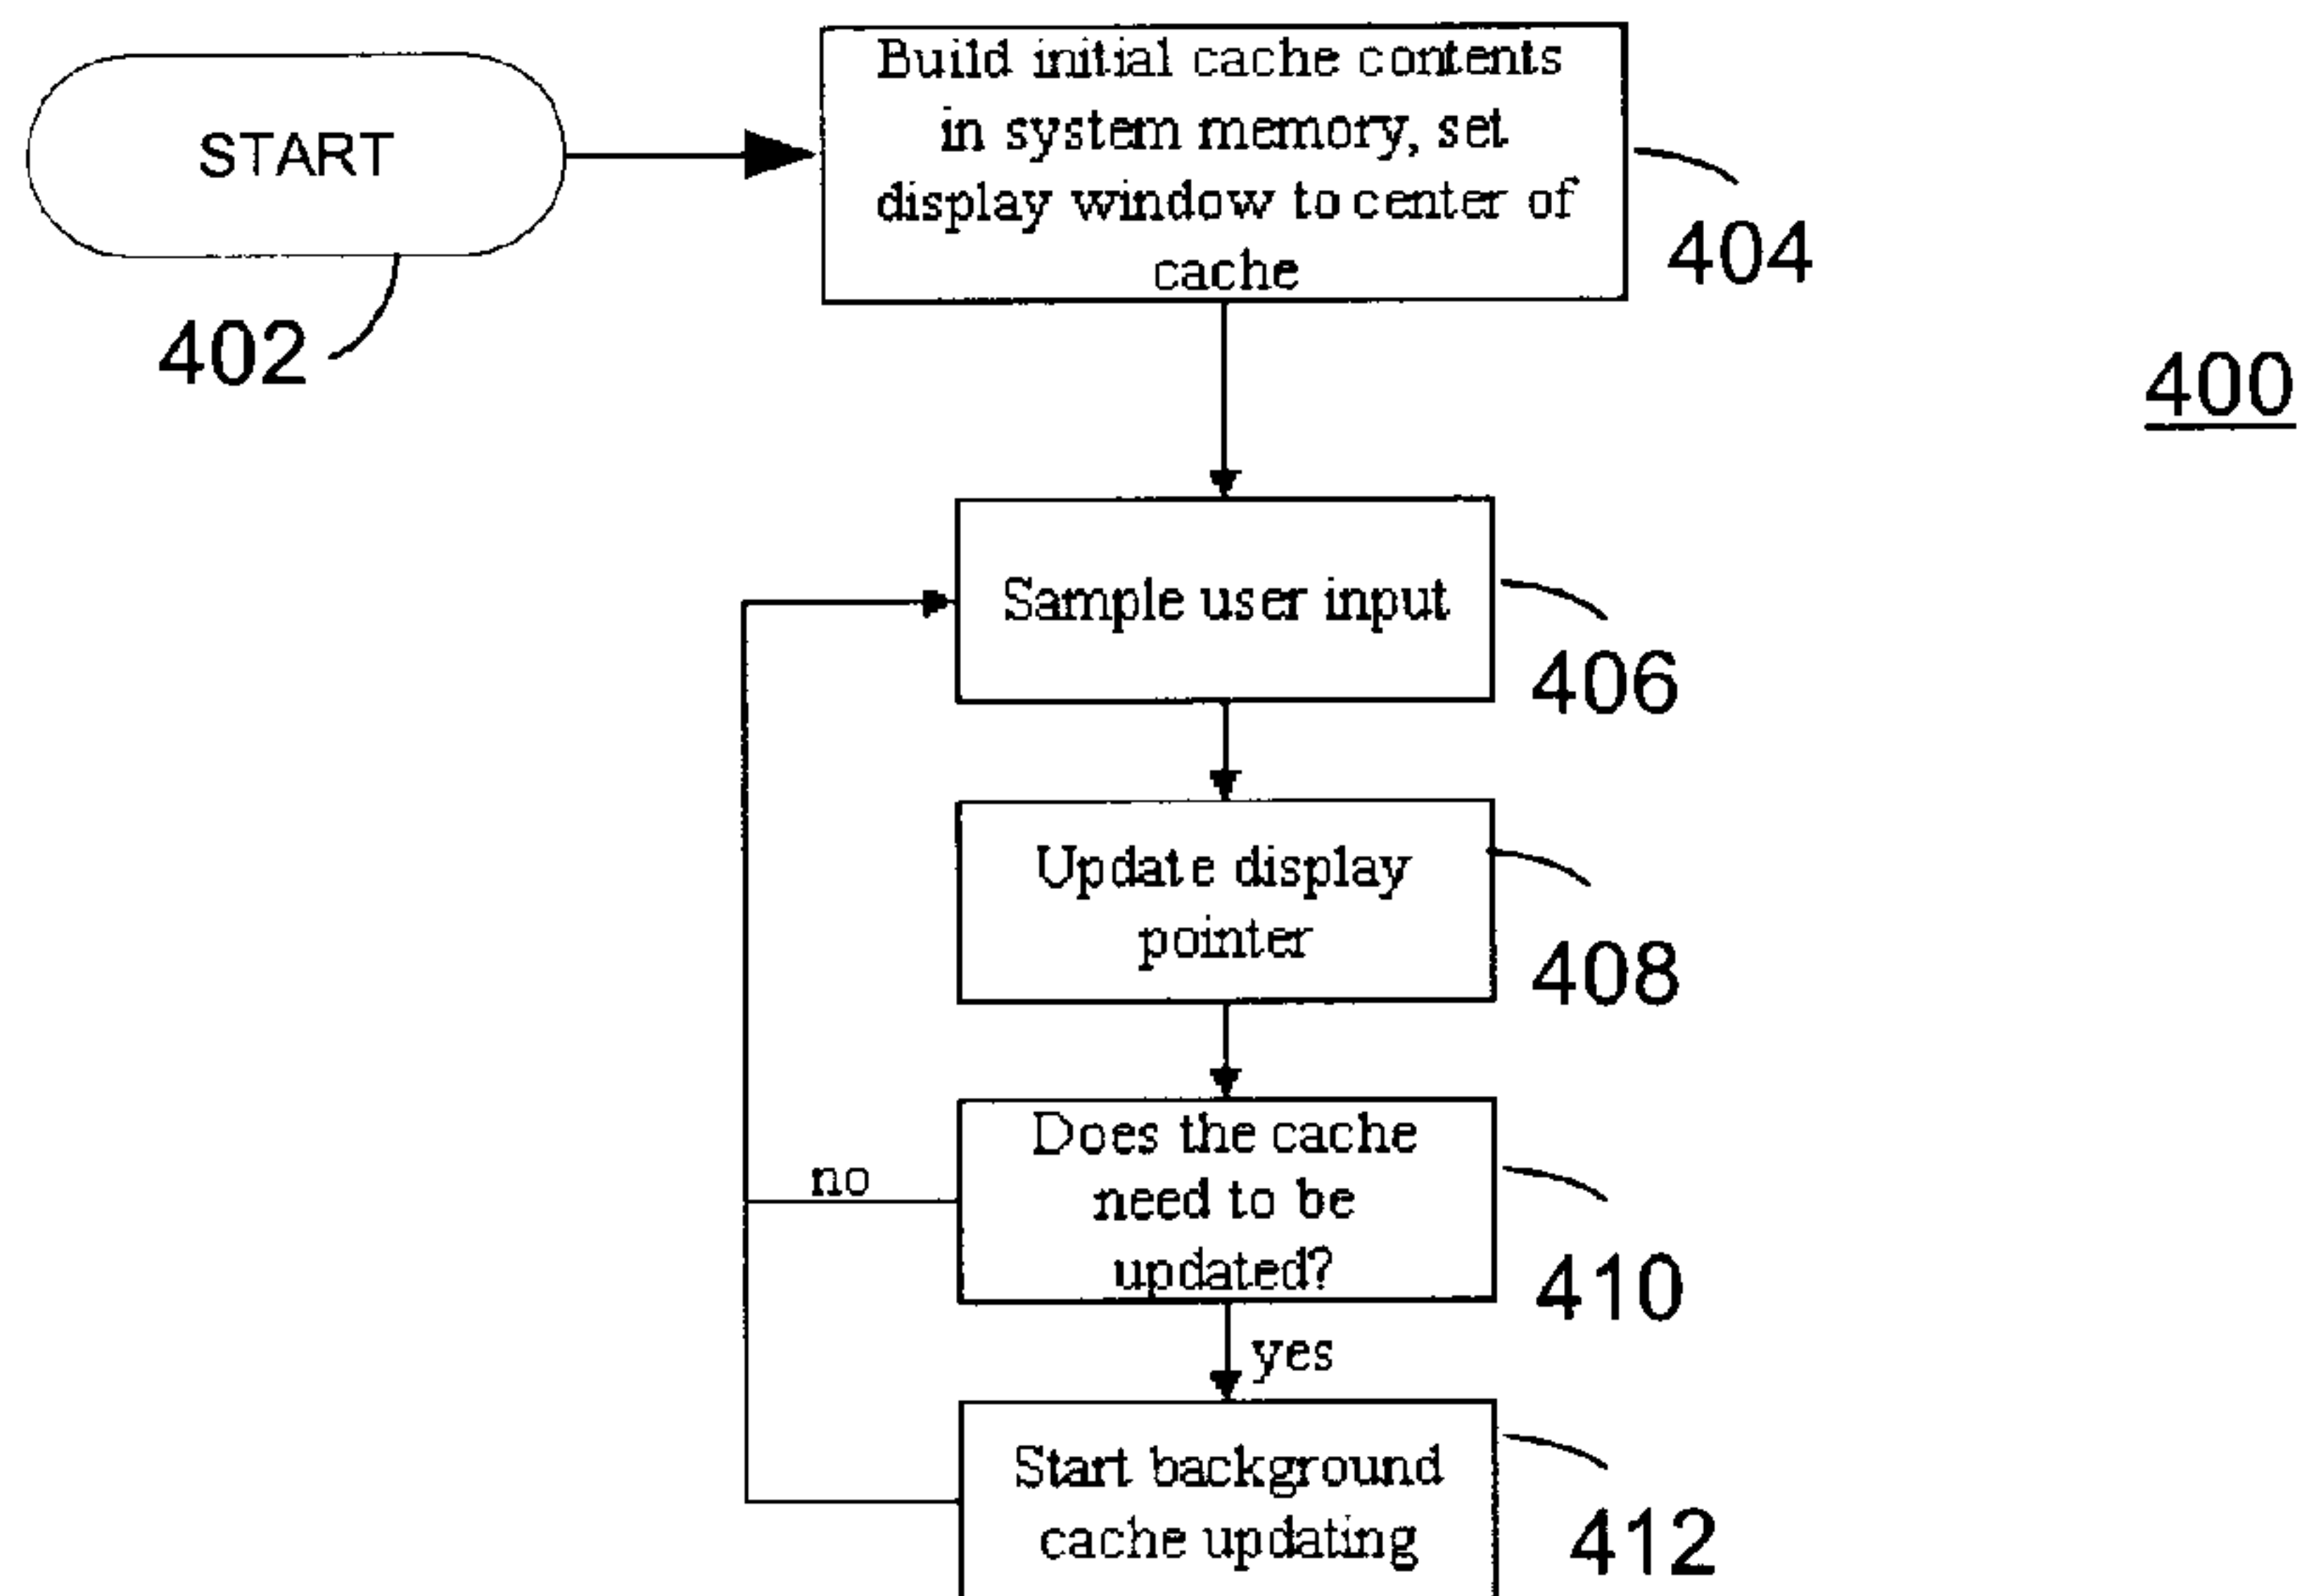 START
402
Build initial cache contents
in system memory, set
display window to center of
cache
404
400
Sample user input
406
Update display
pointer
408
Does the cache
need to be
updated?
410
no
yes
Start background
cache updating
412